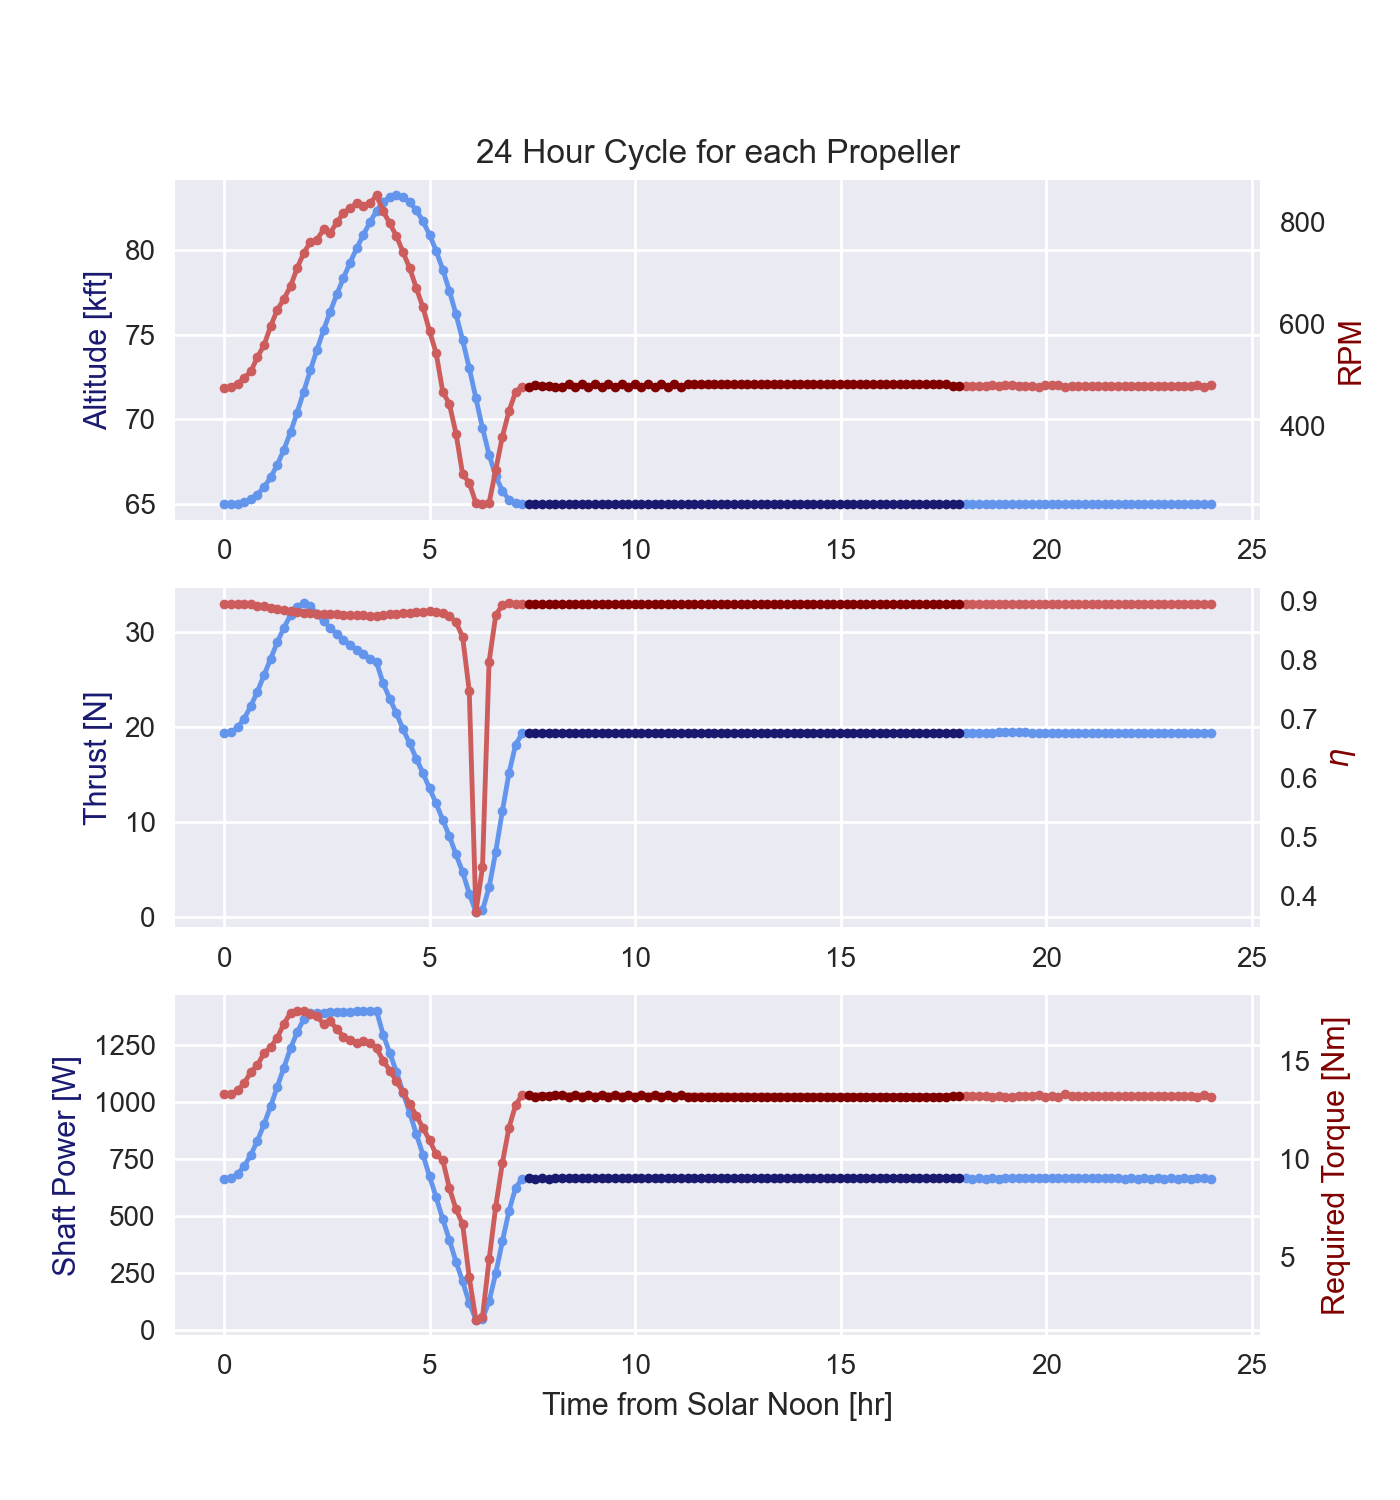 24 Hour Cycle for each Propeller
80
75
70
65
Altitude [kft]
800
600
400
RPM
0 5 10 15 20 25
30
20
10
0
Thrust [N]
0.9
0.8
0.7
0.6
0.5
0.4
η
0 5 10 15 20 25
1250
1000
750
500
250
0
Shaft Power [W]
15
10
5
Required Torque [Nm]
0 5 10 15 20 25
Time from Solar Noon [hr]